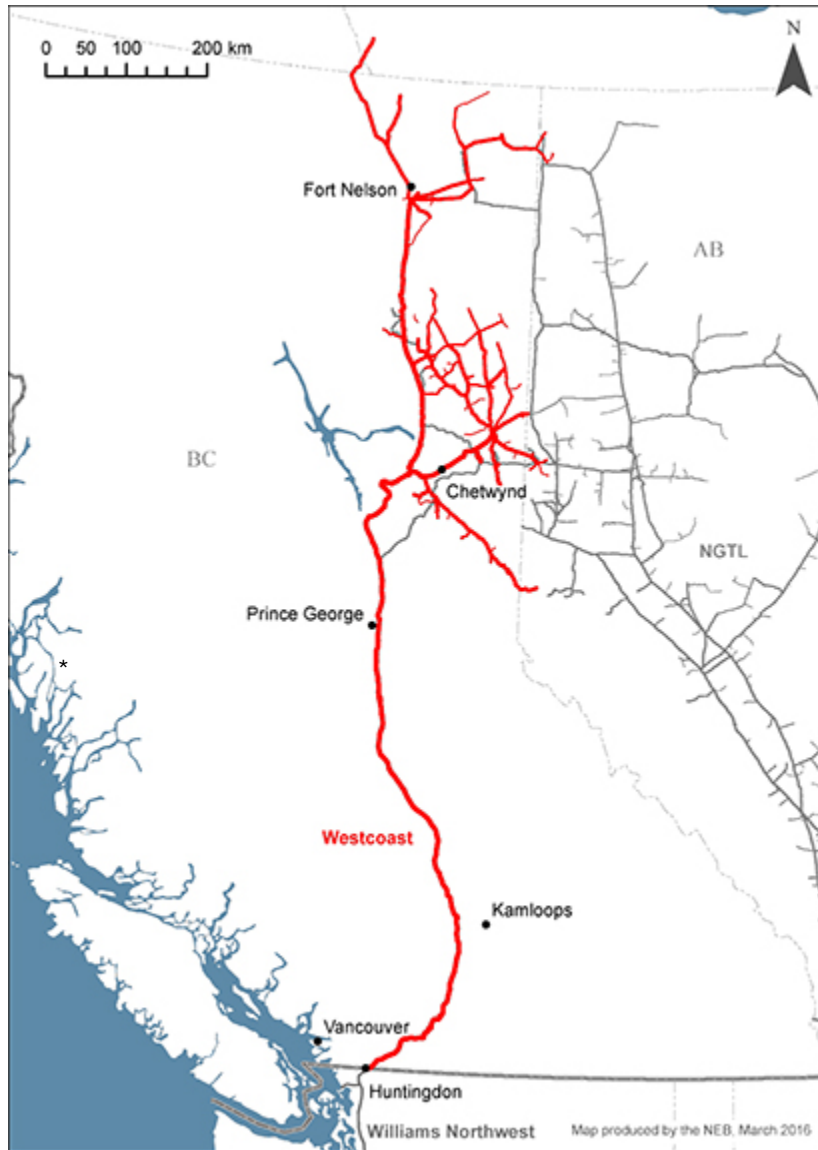 0 50 100 200 km
N
Fort Nelson
AB
BC
Chetwynd
NGTL
Prince George
*
Westcoast
Kamloops
Vancouver
Huntingdon
Williams Northwest
Map produced by the NEB, March 2016